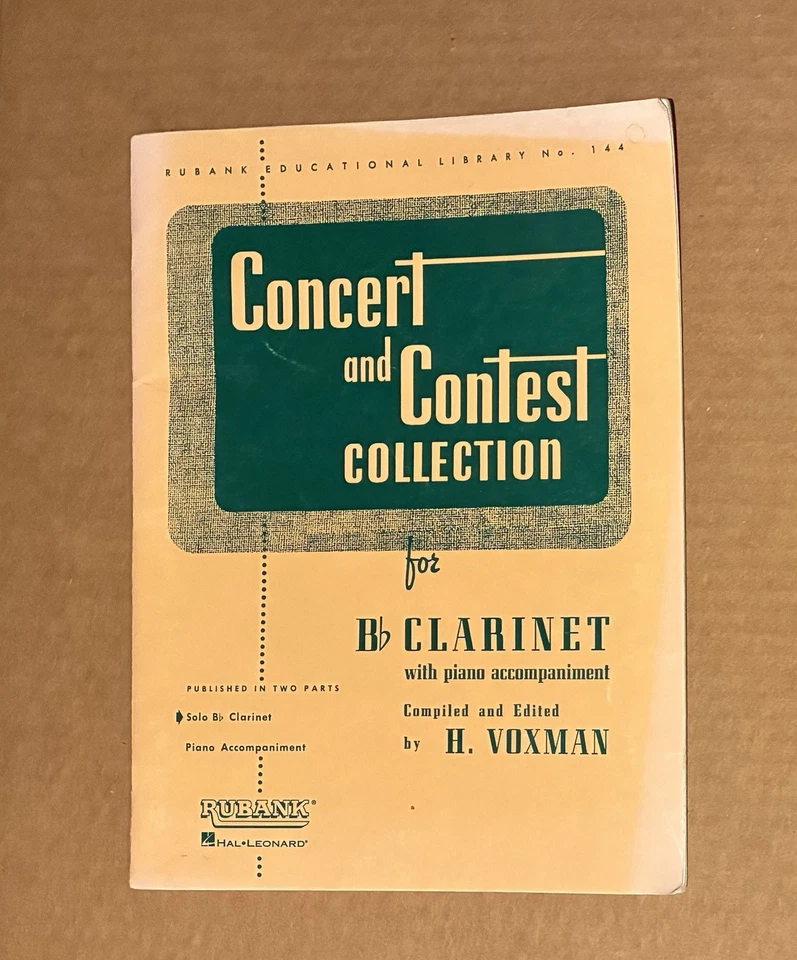 RUBANK EDUCATIONAL LIBRARY No. 144
Concert
and Contest
COLLECTION
for
B♭ CLARINET
with piano accompaniment
PUBLISHED IN TWO PARTS
Solo B♭ Clarinet
Piano Accompaniment
Compiled and Edited
by H. VOXMAN
RUBANK®
HAL•LEONARD®